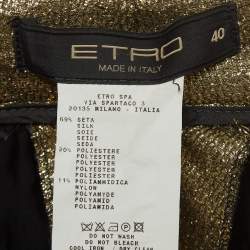 ETRO
40
MADE IN ITALY
ETRO SPA
VIA SPARTACO 3
20135 MILANO - ITALIA
69% SETA
SILK
SOIE
SEIDE
SEDA
20% POLIESTERE
POLYESTER
POLYESTER
POLYESTER
POLIESTER
11% POLIAMMIDICA
NYLON
POLYAMIDE
POLYAMID
POLIAMIDA
DO NOT WASH
DO NOT BLEACH
COOL IRON / DRY CLEAN